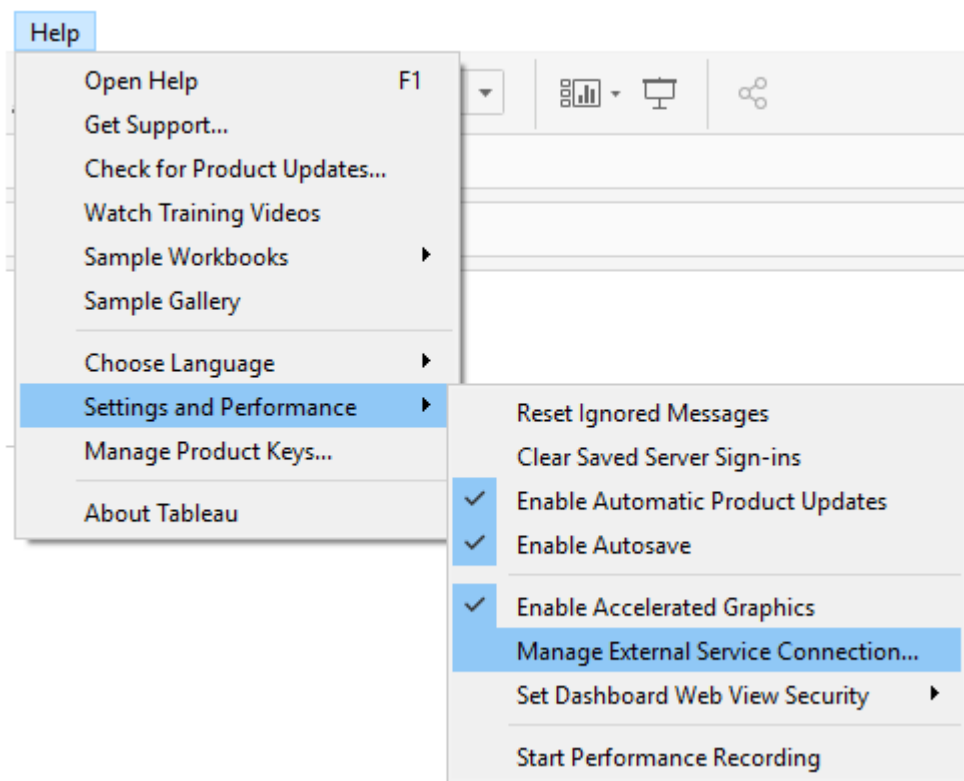 Help
Open Help F1
Get Support...
Check for Product Updates...
Watch Training Videos
Sample Workbooks
Sample Gallery
Choose Language
Settings and Performance
Manage Product Keys...
About Tableau
Reset Ignored Messages
Clear Saved Server Sign-ins
Enable Automatic Product Updates
Enable Autosave
Enable Accelerated Graphics
Manage External Service Connection...
Set Dashboard Web View Security
Start Performance Recording